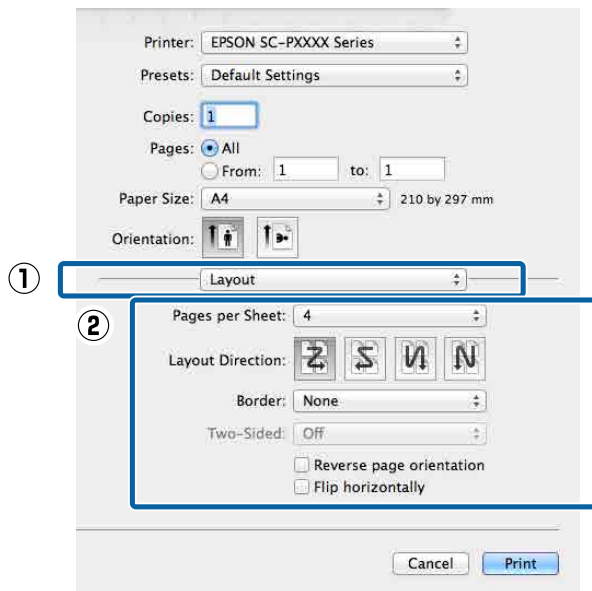 Printer: EPSON SC-PXXXX Series
Presets: Default Settings
Copies: 1
Pages: All
From: 1 to: 1
Paper Size: A4 210 by 297 mm
Orientation:
① Layout
②
Pages per Sheet: 4
Layout Direction:
Border: None
Two-Sided: Off
Reverse page orientation
Flip horizontally
Cancel Print